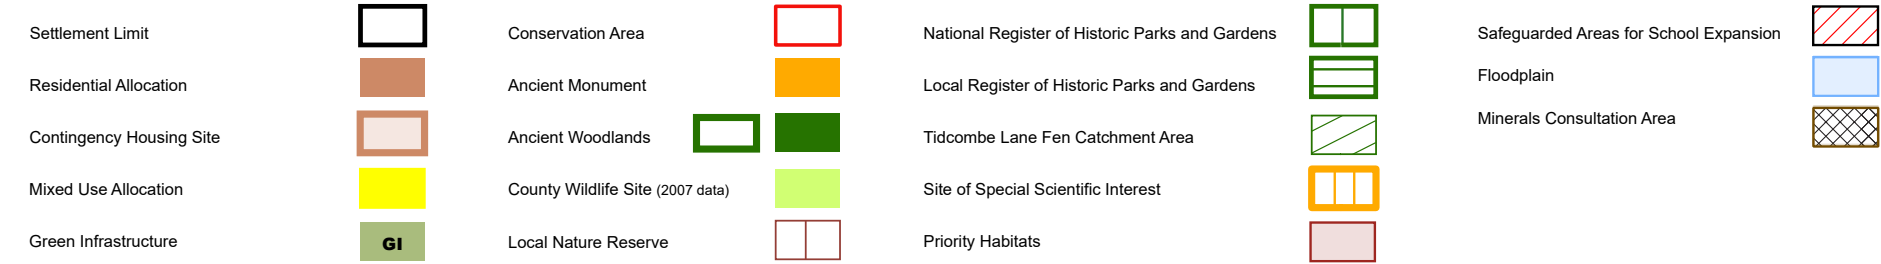 Settlement Limit
Residential Allocation
Contingency Housing Site
Mixed Use Allocation
Green Infrastructure
GI
Conservation Area
Ancient Monument
Ancient Woodlands
County Wildlife Site (2007 data)
Local Nature Reserve
National Register of Historic Parks and Gardens
Local Register of Historic Parks and Gardens
Tidcombe Lane Fen Catchment Area
Site of Special Scientific Interest
Priority Habitats
Safeguarded Areas for School Expansion
Floodplain
Minerals Consultation Area